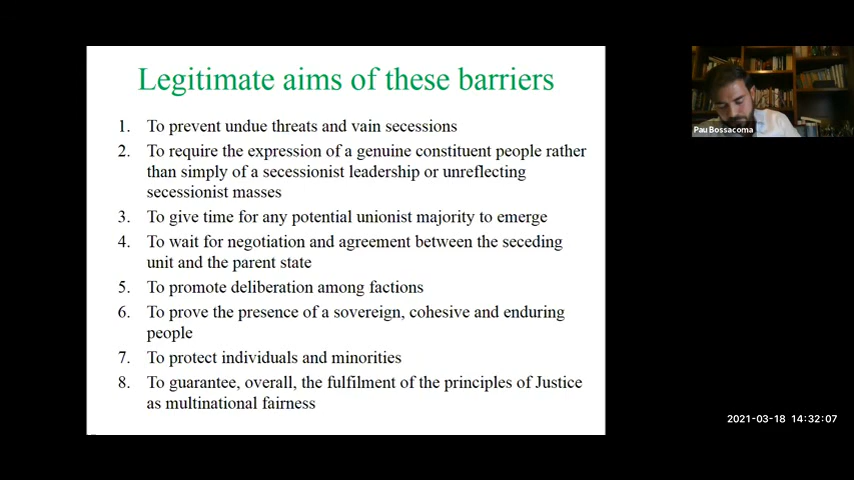 Legitimate aims of these barriers
1. To prevent undue threats and vain secessions
2. To require the expression of a genuine constituent people rather
than simply of a secessionist leadership or unreflecting
secessionist masses
3. To give time for any potential unionist majority to emerge
4. To wait for negotiation and agreement between the seceding
unit and the parent state
5. To promote deliberation among factions
6. To prove the presence of a sovereign, cohesive and enduring
people
7. To protect individuals and minorities
8. To guarantee, overall, the fulfilment of the principles of Justice
as multinational fairness
Pau Bossacoma
2021-03-18 14:32:07